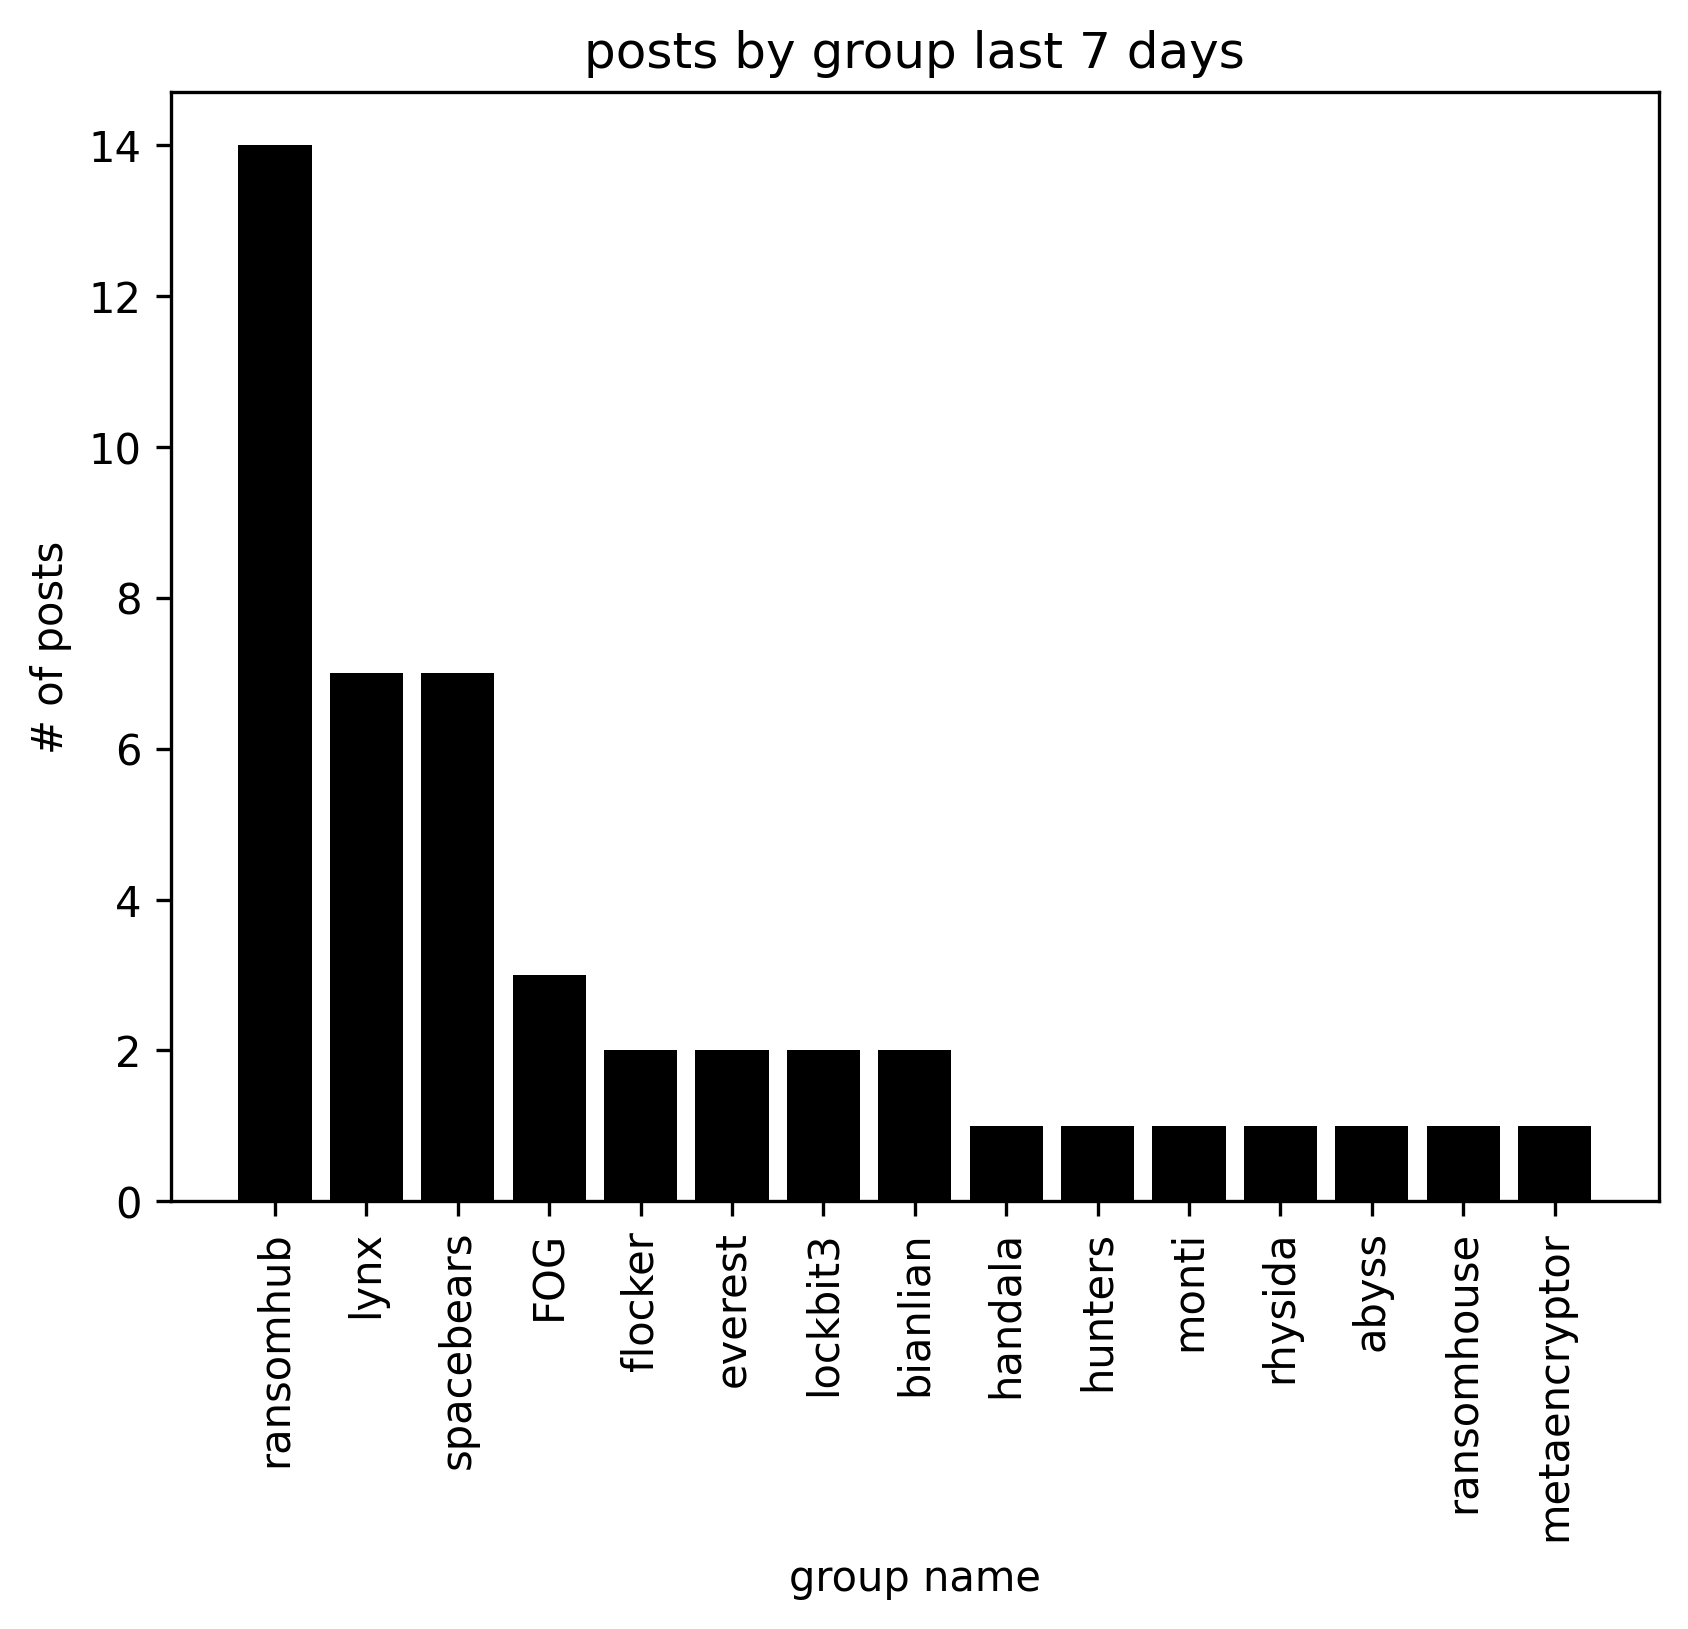 posts by group last 7 days
14
12
10
8
6
4
2
0
# of posts
ransomhub
lynx
spacebears
FOG
flocker
everest
lockbit3
bianlian
handala
hunters
monti
rhysida
abyss
ransomhouse
metaencryptor
group name